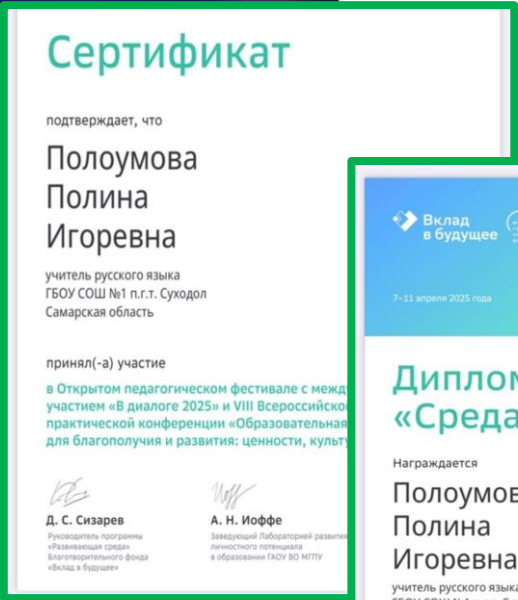 Сертификат
подтверждает, что
Полоумова
Полина
Игоревна
учитель русского языка
ГБОУ СОШ №1 п.г.т. Суходол
Самарская область
принял(-а) участие
в Открытом педагогическом фестивале с межд
участием «В диалоге 2025» и VIII Всероссийско
практической конференции «Образовательная
для благополучия и развития: ценности, культу
Д. С. Сизарев
Руководитель программы
«Развивающая среда»
Благотворительного фонда
«Вклад в будущее»
А. Н. Иоффе
Заведующий Лабораторией развития
личностного потенциала
в образовании ГАОУ ВО МГПУ
Вклад
в будущее
7–11 апреля 2025 года
Диплом
«Среда
Награждается
Полоумов
Полина
Игоревна
учитель русского языка